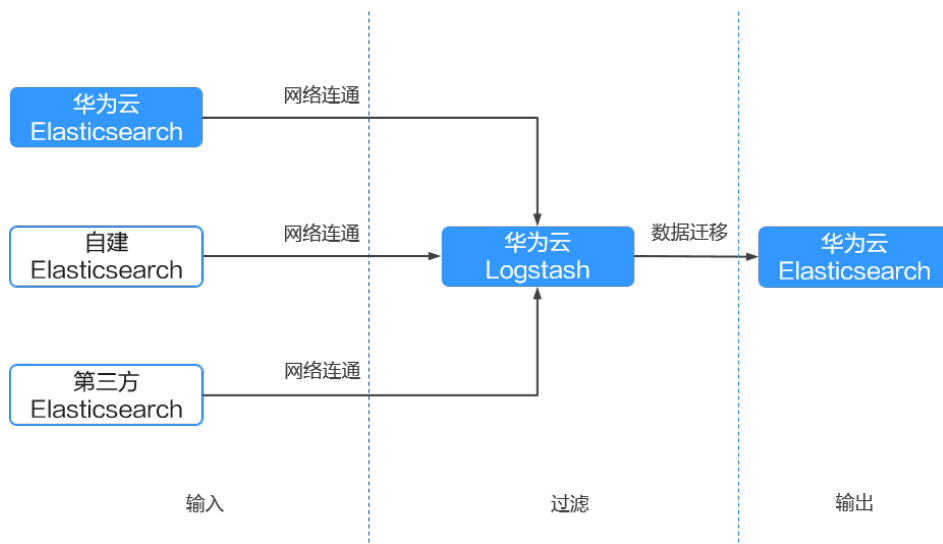 华为云
Elasticsearch
网络连通
自建
Elasticsearch
网络连通
华为云
Logstash
数据迁移
华为云
Elasticsearch
第三方
Elasticsearch
网络连通
输入
过滤
输出